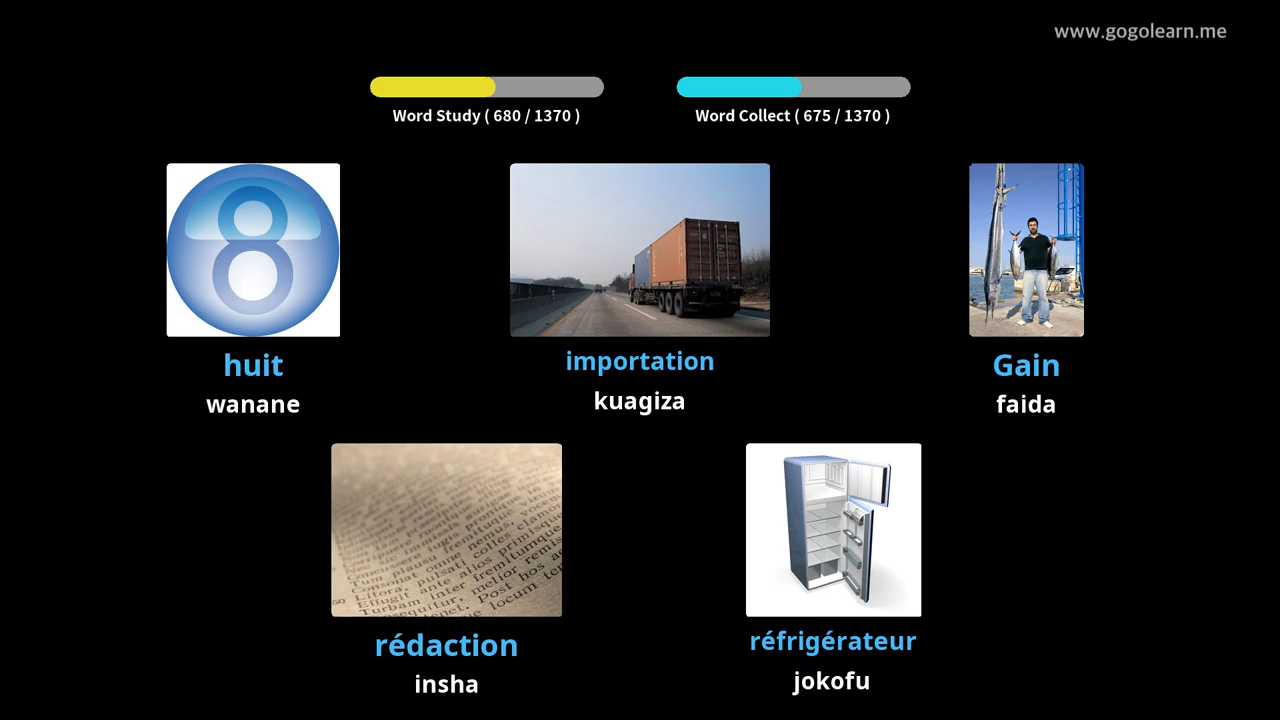 www.gogolearn.me
Word Study ( 680 / 1370 )
Word Collect ( 675 / 1370 )
8
huit
wanane
importation
kuagiza
Gain
faida
rédaction
insha
réfrigérateur
jokofu